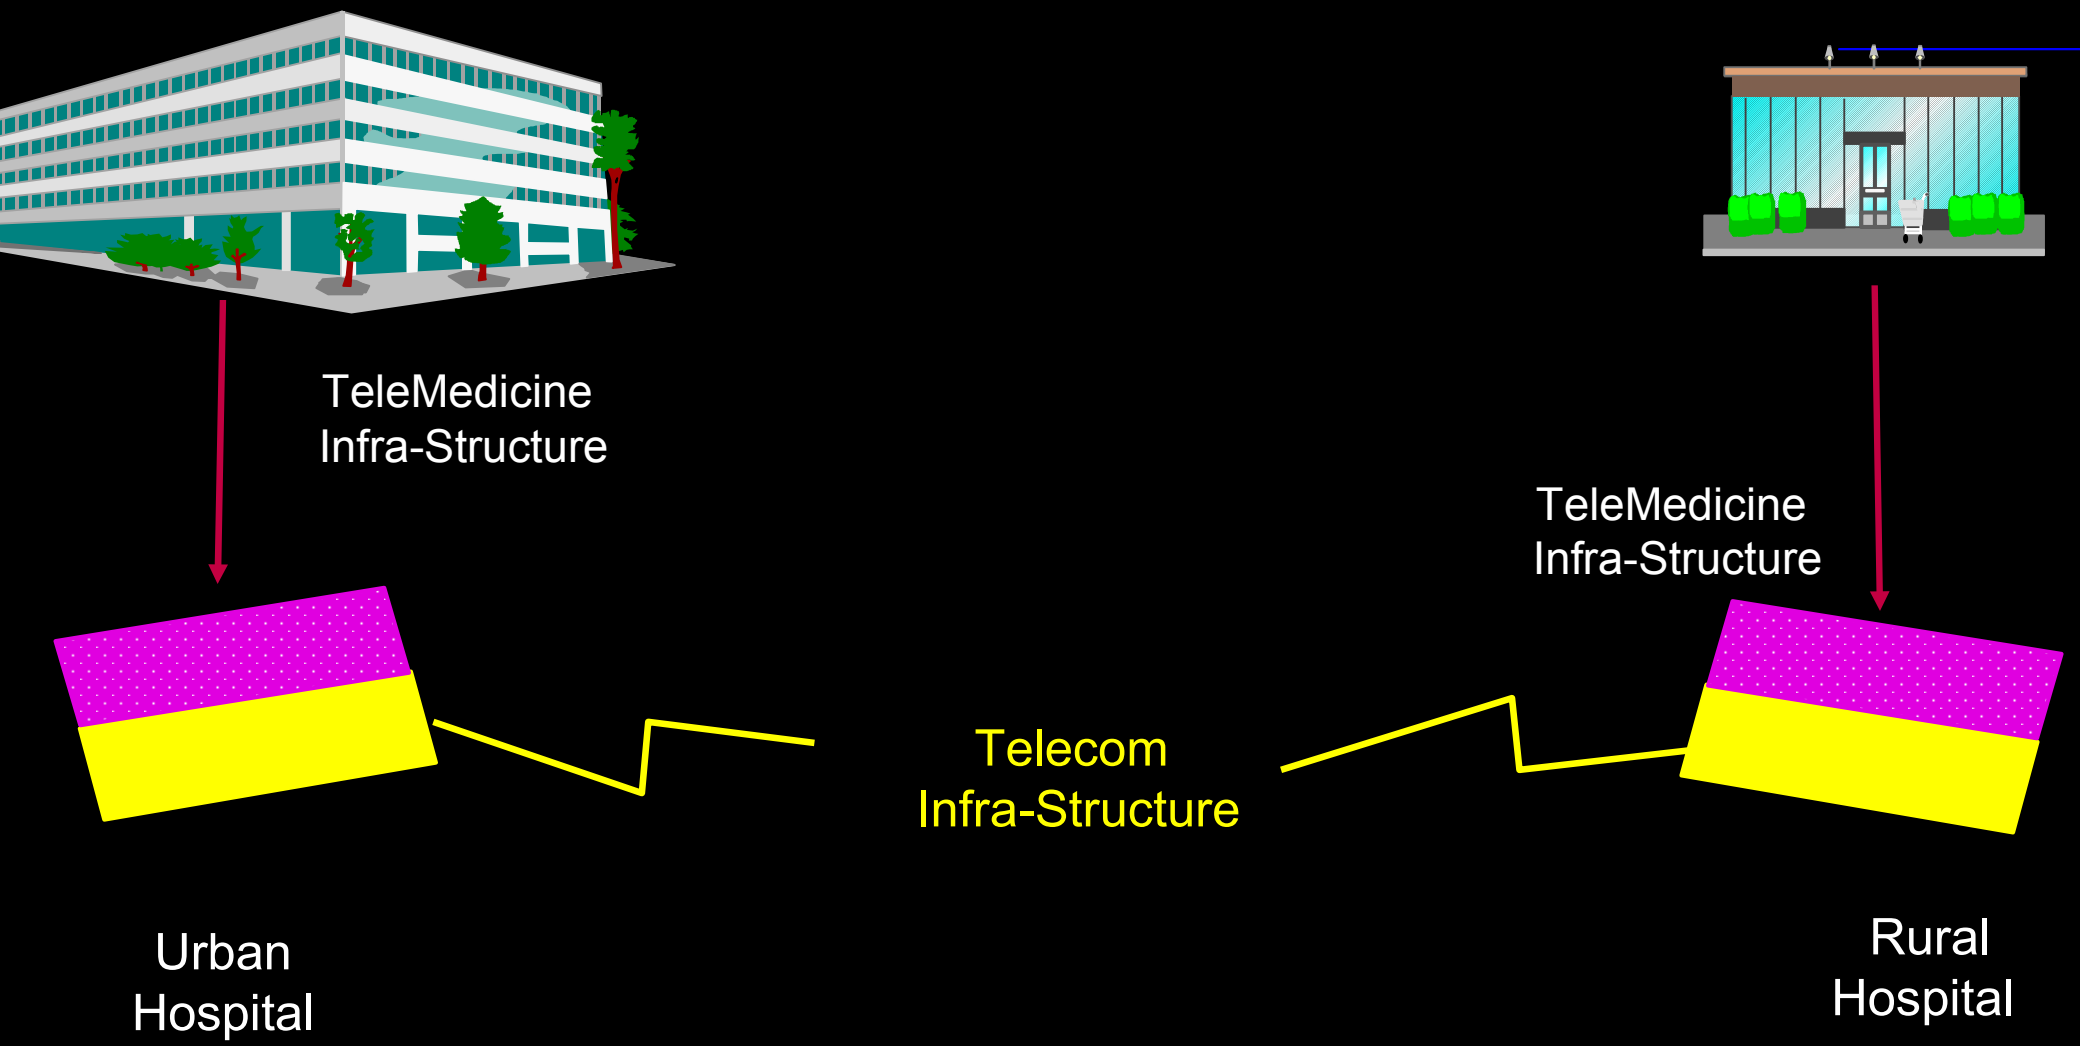 TeleMedicine
Infra-Structure
TeleMedicine
Infra-Structure
Telecom
Infra-Structure
Urban
Hospital
Rural
Hospital